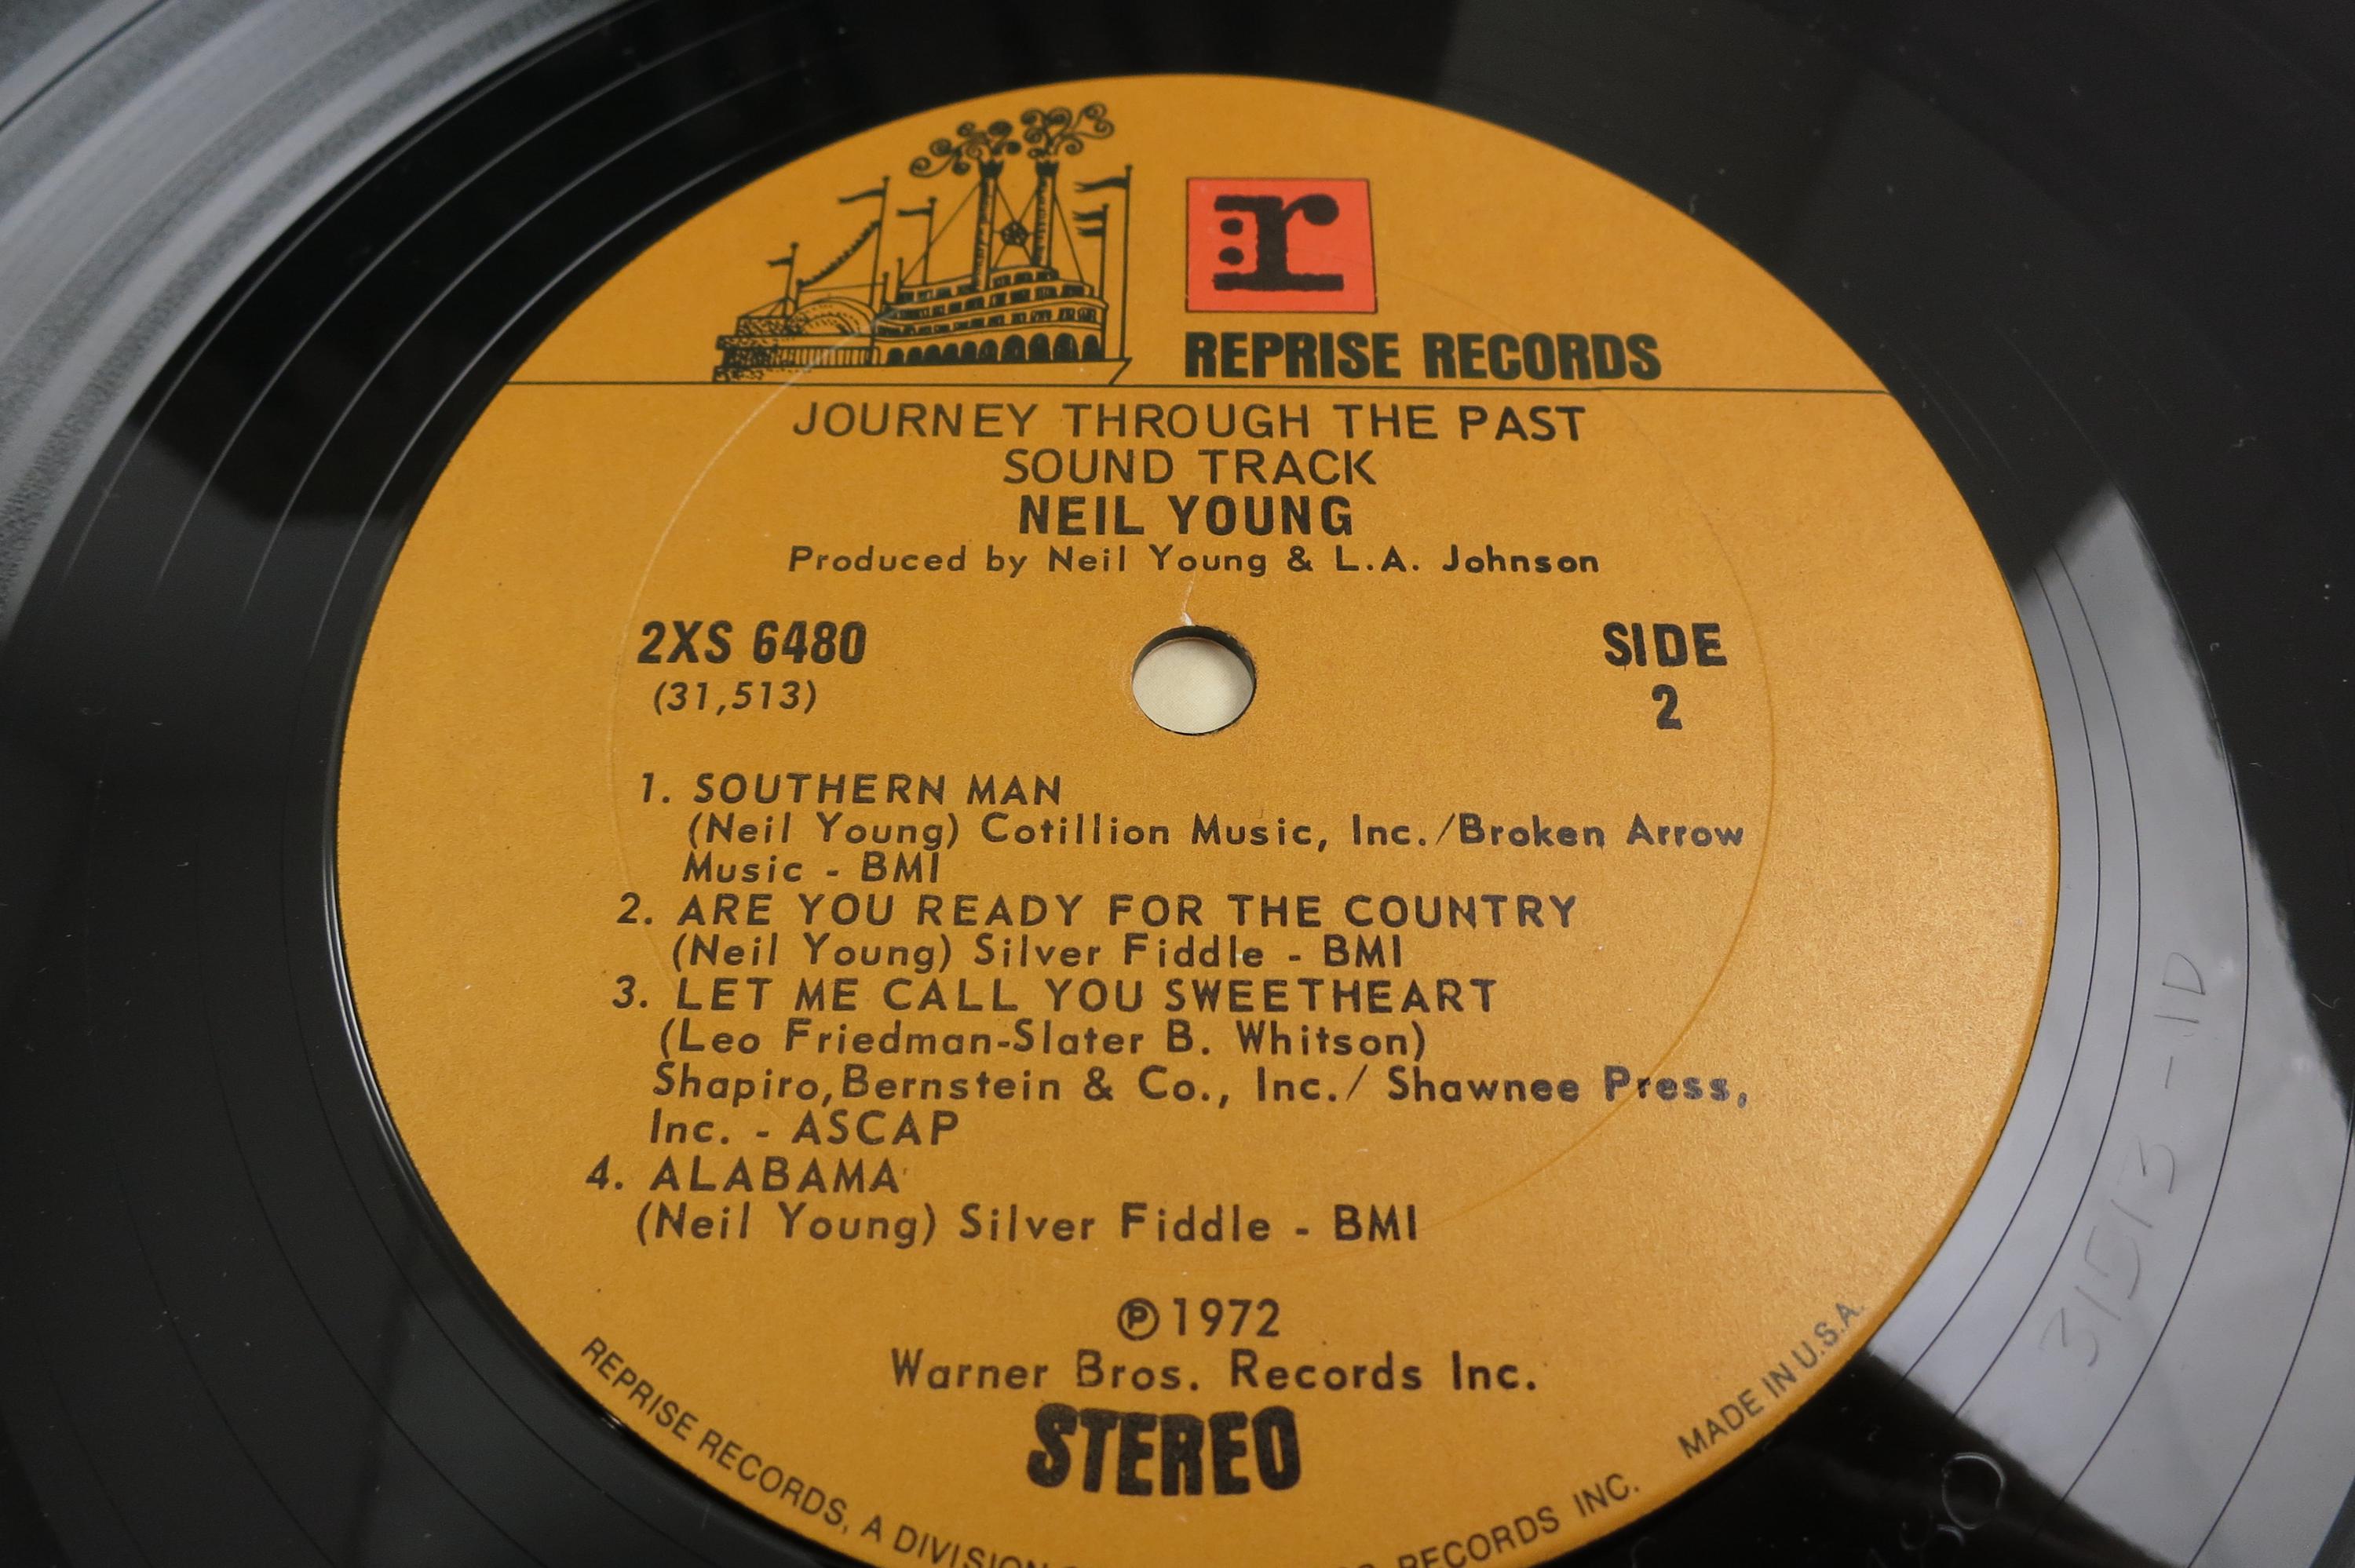 r
REPRISE RECORDS
JOURNEY THROUGH THE PAST
SOUND TRACK
NEIL YOUNG
Produced by Neil Young & L.A. Johnson
2XS 6480
(31,513)
SIDE
2
1. SOUTHERN MAN
(Neil Young) Cotillion Music, Inc./Broken Arrow
Music - BMI
2. ARE YOU READY FOR THE COUNTRY
(Neil Young) Silver Fiddle - BMI
3. LET ME CALL YOU SWEETHEART
(Leo Friedman-Slater B. Whitson)
Shapiro,Bernstein & Co., Inc./ Shawnee Press,
Inc. - ASCAP
4. ALABAMA
(Neil Young) Silver Fiddle - BMI
℗1972
Warner Bros. Records Inc.
STEREO
REPRISE RECORDS, A DIVISION RECORDS INC. MADE IN U.S.A.
31513-1D